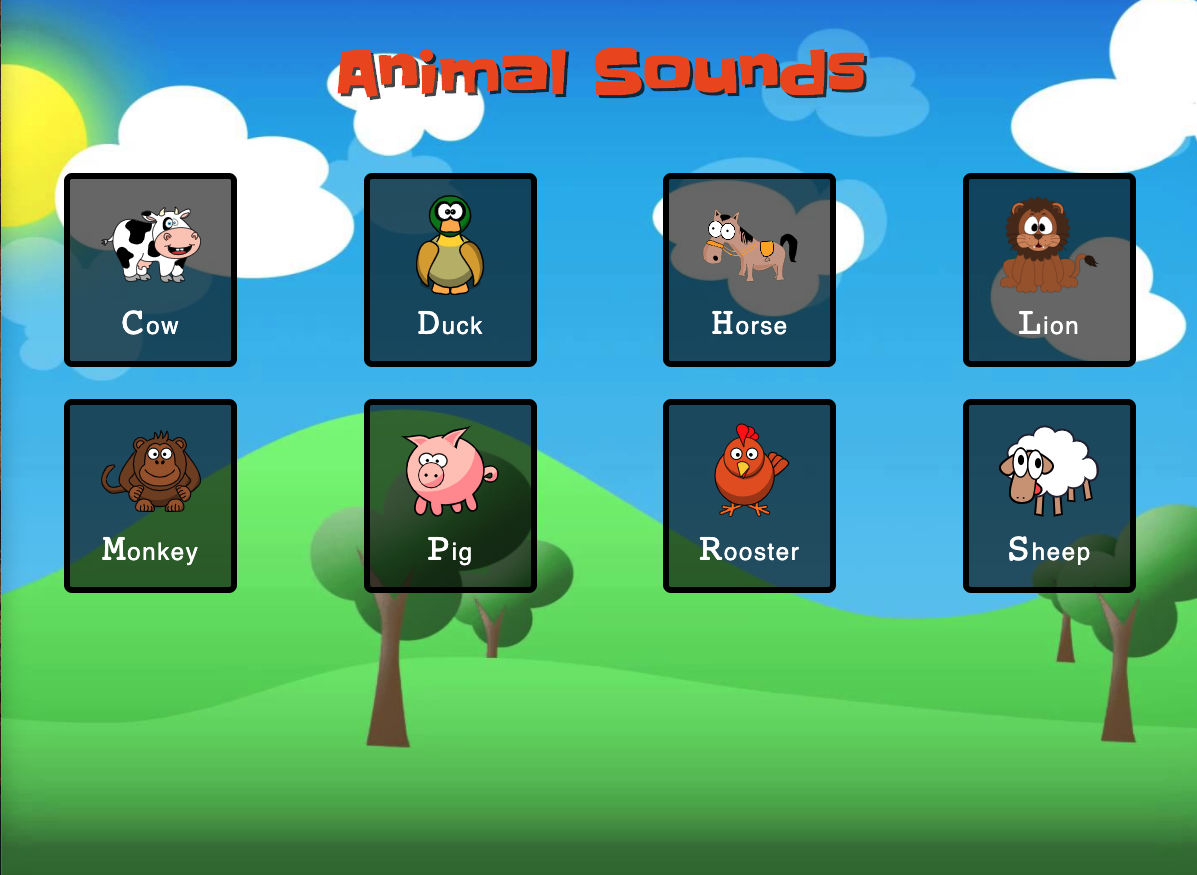 Animal Sounds
Cow
Duck
Horse
Lion
Monkey
Pig
Rooster
Sheep